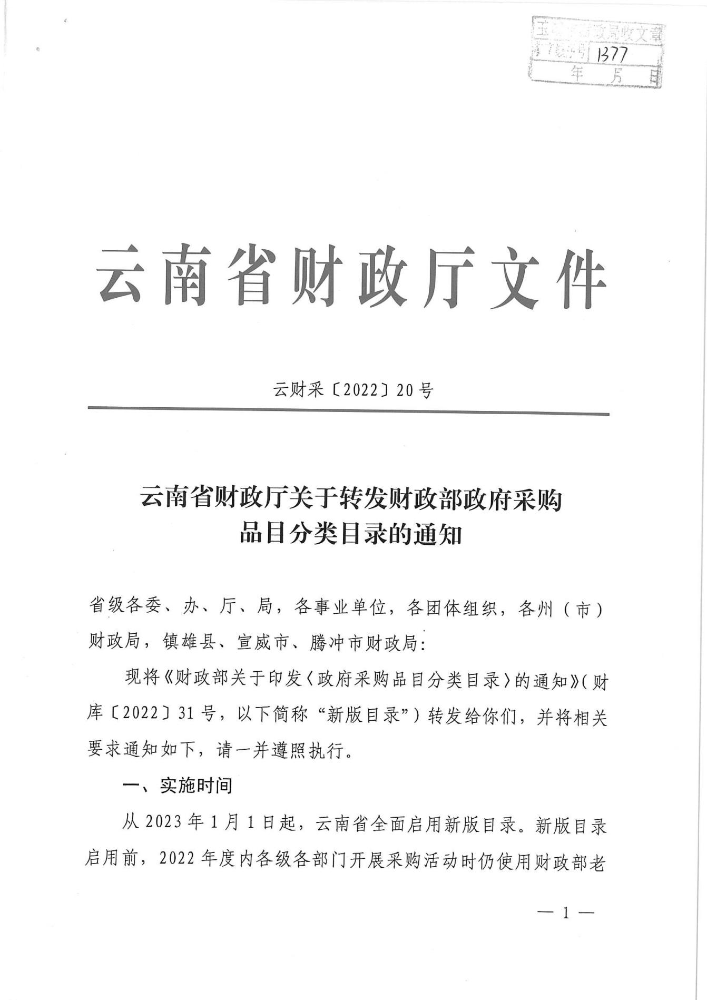 政局收文章
1377
年 月 日
云南省财政厅文件
云财采〔2022〕20号
云南省财政厅关于转发财政部政府采购
品目分类目录的通知
省级各委、办、厅、局，各事业单位，各团体组织，各州（市）
财政局，镇雄县、宣威市、腾冲市财政局：
现将《财政部关于印发〈政府采购品目分类目录〉的通知》（财
库〔2022〕31号，以下简称“新版目录”）转发给你们，并将相关
要求通知如下，请一并遵照执行。
一、实施时间
从2023年1月1日起，云南省全面启用新版目录。新版目录
启用前，2022年度内各级各部门开展采购活动时仍使用财政部老
— 1 —